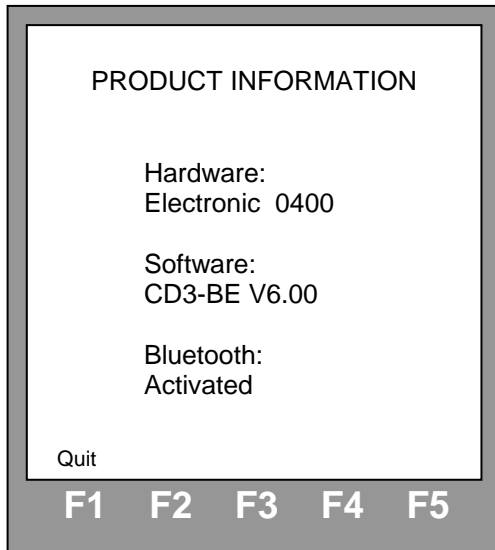 PRODUCT INFORMATION
Hardware:
Electronic 0400
Software:
CD3-BE V6.00
Bluetooth:
Activated
Quit
F1 F2 F3 F4 F5